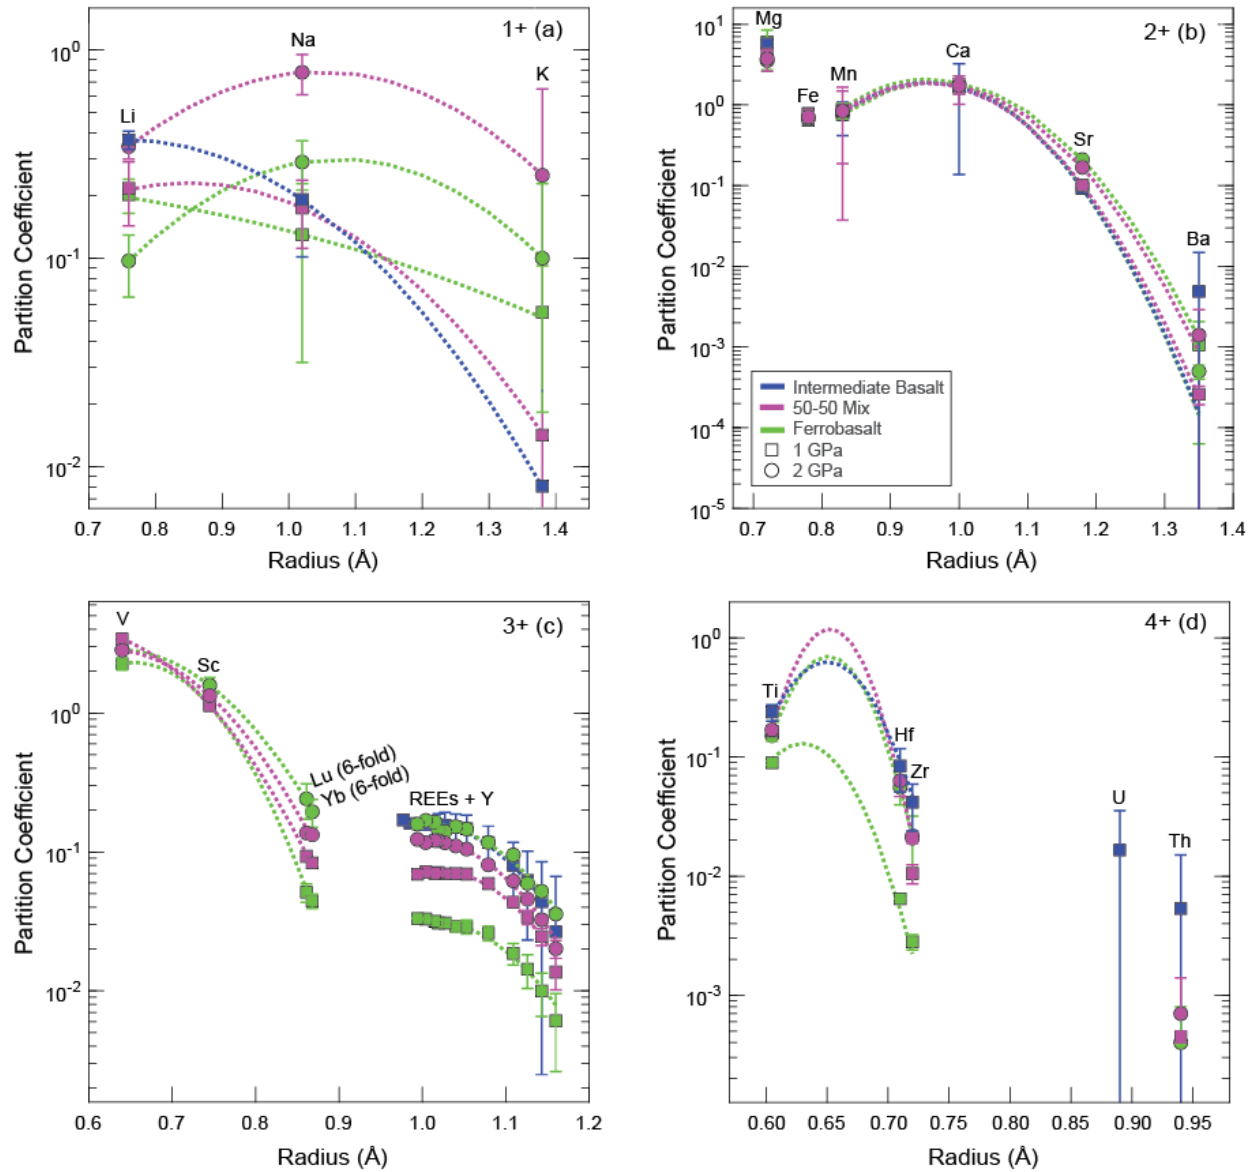 1+ (a)
Li
Na
K
10⁰
10⁻¹
10⁻²
Partition Coefficient
0.7 0.8 0.9 1.0 1.1 1.2 1.3 1.4
Radius (Å)
2+ (b)
Mg
Fe
Mn
Ca
Sr
Ba
10¹
10⁰
10⁻¹
10⁻²
10⁻³
10⁻⁴
10⁻⁵
Partition Coefficient
Intermediate Basalt
50-50 Mix
Ferrobasalt
1 GPa
2 GPa
0.7 0.8 0.9 1.0 1.1 1.2 1.3 1.4
Radius (Å)
3+ (c)
V
Sc
Lu (6-fold)
Yb (6-fold)
REEs + Y
10⁰
10⁻¹
10⁻²
Partition Coefficient
0.6 0.7 0.8 0.9 1.0 1.1 1.2
Radius (Å)
4+ (d)
Ti
Hf
Zr
U
Th
10⁰
10⁻¹
10⁻²
10⁻³
Partition Coefficient
0.60 0.65 0.70 0.75 0.80 0.85 0.90 0.95
Radius (Å)